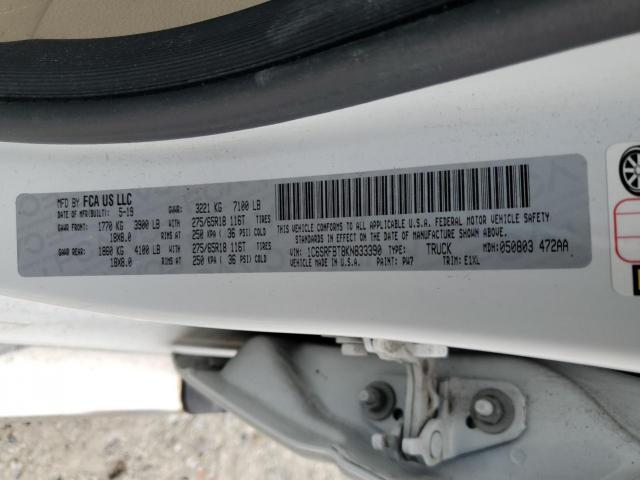 MFD BY FCA US LLC
DATE OF MFR(BUILT): 5-19 GVWR: 3221 KG 7100 LB
GAWR FRONT: 1770 KG 3900 LB WITH 275/65R18 116T TIRES
18X8.0 RIMS AT 250 KPA ( 36 PSI) COLD
GAWR REAR: 1860 KG 4100 LB WITH 275/65R18 116T TIRES
18X8.0 RIMS AT 250 KPA ( 36 PSI) COLD
THIS VEHICLE CONFORMS TO ALL APPLICABLE U.S.A. FEDERAL MOTOR VEHICLE SAFETY
STANDARDS IN EFFECT ON THE DATE OF MANUFACTURE SHOWN ABOVE.
VIN: 1C6SRFBT8KN833390 TYPE: TRUCK MDH: 050803 472AA
VEHICLE MADE IN U.S.A. PAINT: PW7 TRIM: E1XL